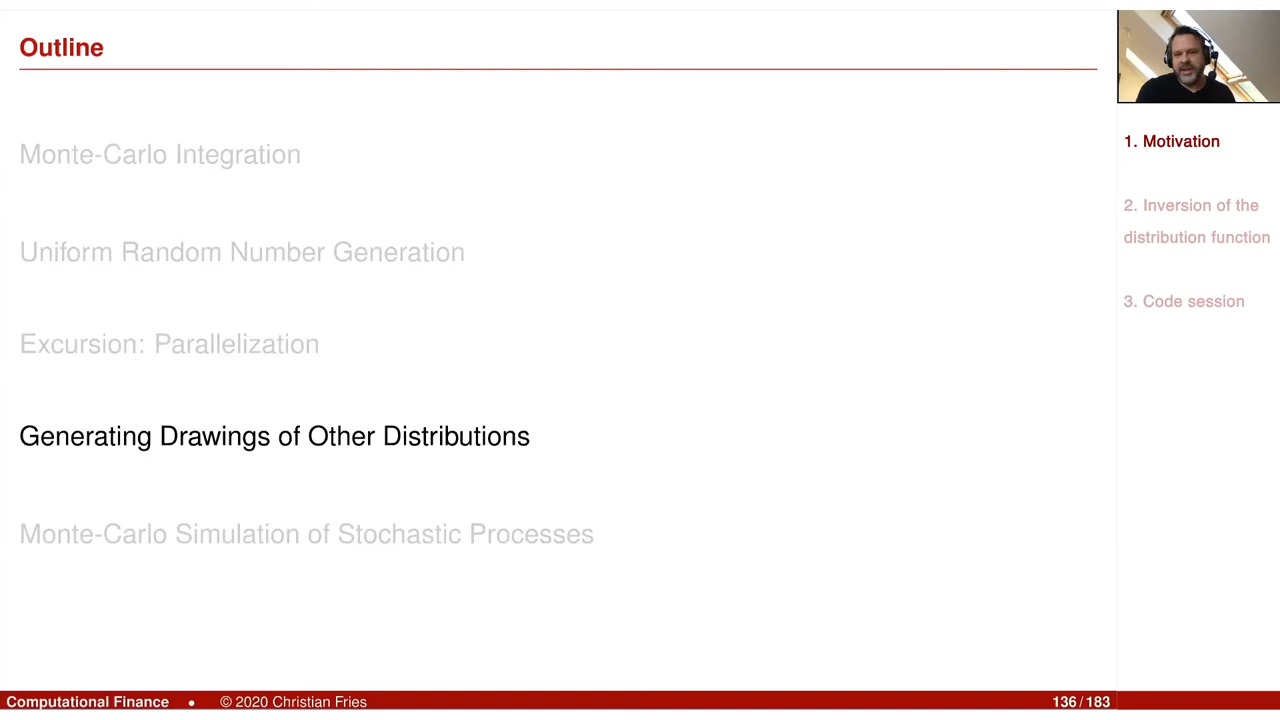 Outline
Monte-Carlo Integration
Uniform Random Number Generation
Excursion: Parallelization
Generating Drawings of Other Distributions
Monte-Carlo Simulation of Stochastic Processes
1. Motivation
2. Inversion of the
distribution function
3. Code session
Computational Finance • © 2020 Christian Fries 136 / 183